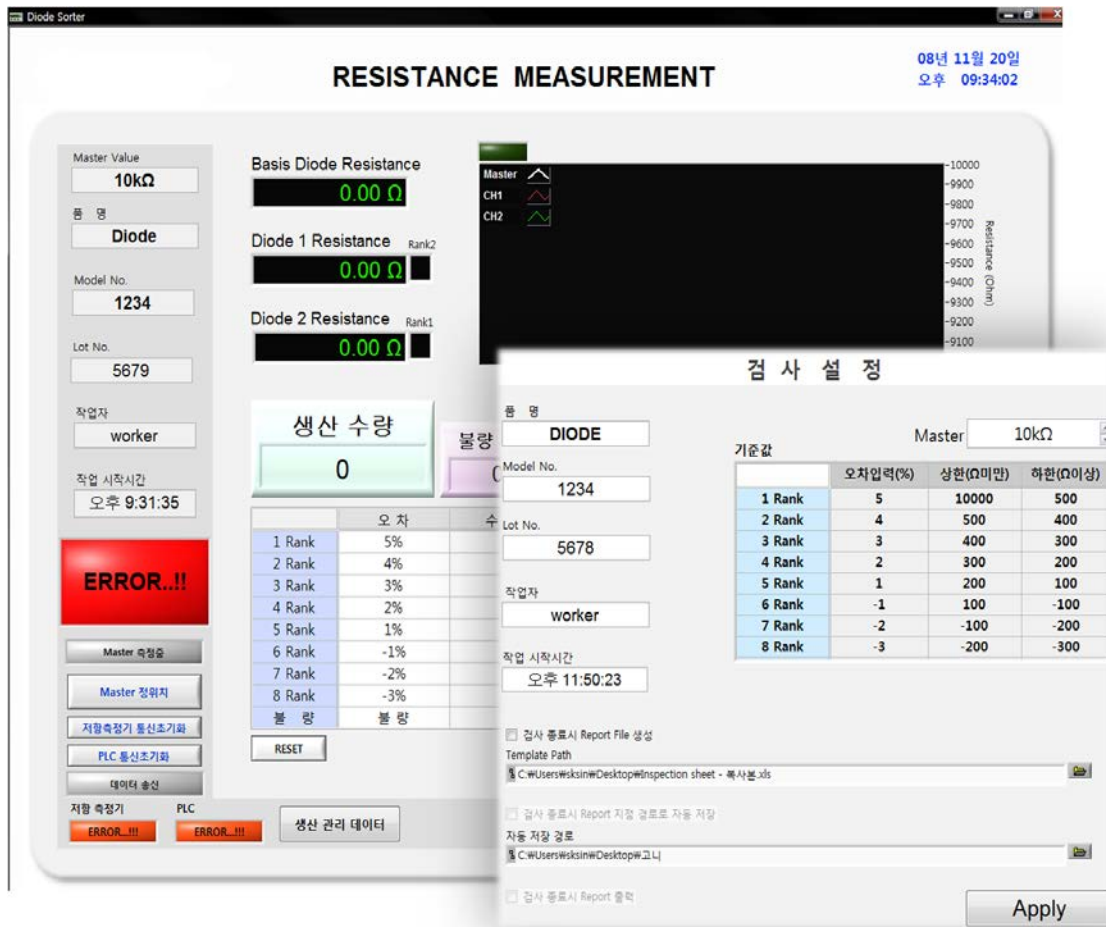 Diode Sorter
RESISTANCE MEASUREMENT
08년 11월 20일
오후 09:34:02
Master Value
10kΩ
품 명
Diode
Model No.
1234
Lot No.
5679
작업자
worker
작업 시작시간
오후 9:31:35
ERROR..!!
Master 측정중
Master 정위치
저항측정기 통신초기화
PLC 통신초기화
데이터 송신
저항 측정기 PLC
ERROR...!!! ERROR...!!!
생산 관리 데이터
Basis Diode Resistance
0.00 Ω
Diode 1 Resistance Rank2
0.00 Ω
Diode 2 Resistance Rank1
0.00 Ω
Master
CH1
CH2
-10000
-9900
-9800
-9700
-9600
-9500
-9400
-9300
-9200
-9100
Resistance (Ohm)
생산 수량
0
불량
오 차 수
1 Rank 5%
2 Rank 4%
3 Rank 3%
4 Rank 2%
5 Rank 1%
6 Rank -1%
7 Rank -2%
8 Rank -3%
불 량 불 량
RESET
검 사 설 정
품 명
DIODE
Model No.
1234
Lot No.
5678
작업자
worker
작업 시작시간
오후 11:50:23
Master 10kΩ
기준값
오차입력(%) 상한(Ω미만) 하한(Ω이상)
1 Rank 5 10000 500
2 Rank 4 500 400
3 Rank 3 400 300
4 Rank 2 300 200
5 Rank 1 200 100
6 Rank -1 100 -100
7 Rank -2 -100 -200
8 Rank -3 -200 -300
검사 종료시 Report File 생성
Template Path
C:₩Users₩sksin₩Desktop₩Inspection sheet - 복사본.xls
검사 종료시 Report 지정 경로로 자동 저장
자동 저장 경로
C:₩Users₩sksin₩Desktop₩고니
검사 종료시 Report 출력
Apply